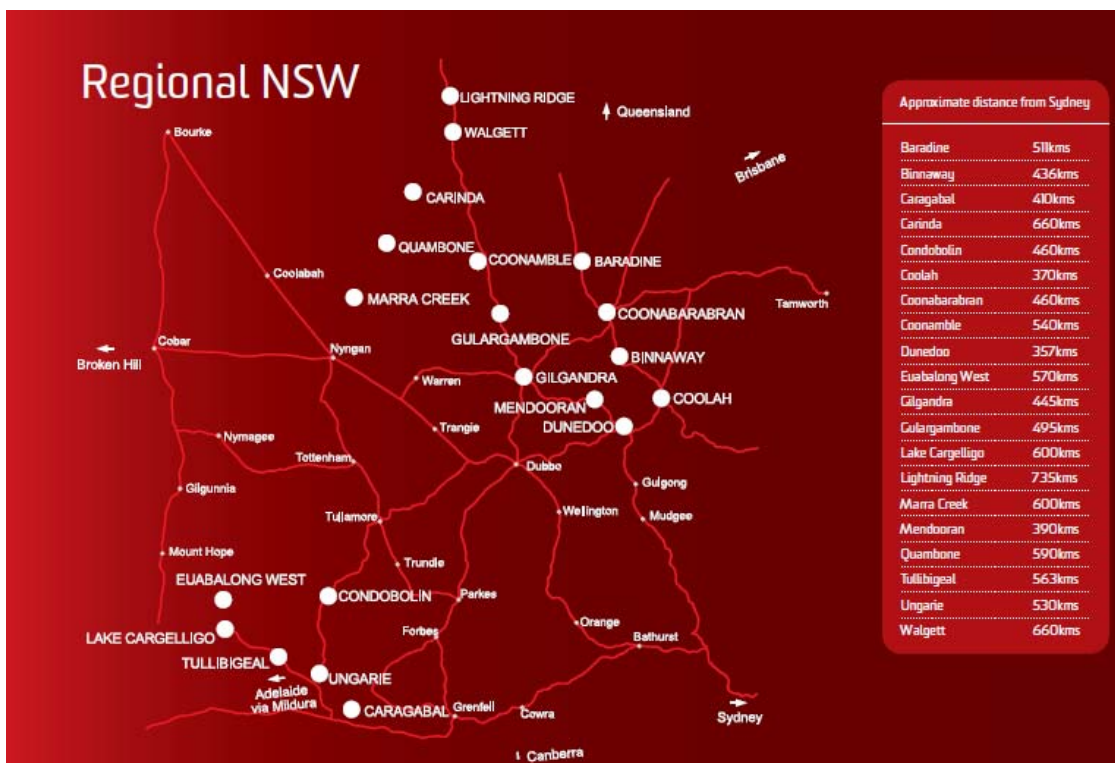 Regional NSW
LIGHTNING RIDGE
Queensland
Bourke
WALGETT
Brisbane
CARINDA
QUAMBONE
COONAMBLE
BARADINE
Coolabah
MARRA CREEK
Tamworth
COONABARABRAN
GULARGAMBONE
Cobar
Nyngan
BINNAWAY
Broken Hill
Warren
GILGANDRA
MENDOORAN
COOLAH
Trangie
DUNEDOO
Nymagee
Tottenham
Dubbo
Gilgunnia
Gulgong
Tullamore
Wellington
Mudgee
Mount Hope
Trundle
EUABALONG WEST
CONDOBOLIN
Parkes
LAKE CARGELLIGO
Forbes
Orange
Bathurst
TULLIBIGEAL
UNGARIE
Adelaide
via Mildura
CARAGABAL
Grenfell
Cowra
Sydney
Canberra
Approximate distance from Sydney
Baradine 511kms
Binnaway 436kms
Caragabal 410kms
Carinda 660kms
Condobolin 460kms
Coolah 370kms
Coonabarabran 460kms
Coonamble 540kms
Dunedoo 357kms
Euabalong West 570kms
Gilgandra 445kms
Gulargambone 495kms
Lake Cargelligo 600kms
Lightning Ridge 735kms
Marra Creek 600kms
Mendooran 390kms
Quambone 590kms
Tullibigeal 563kms
Ungarie 530kms
Walgett 660kms